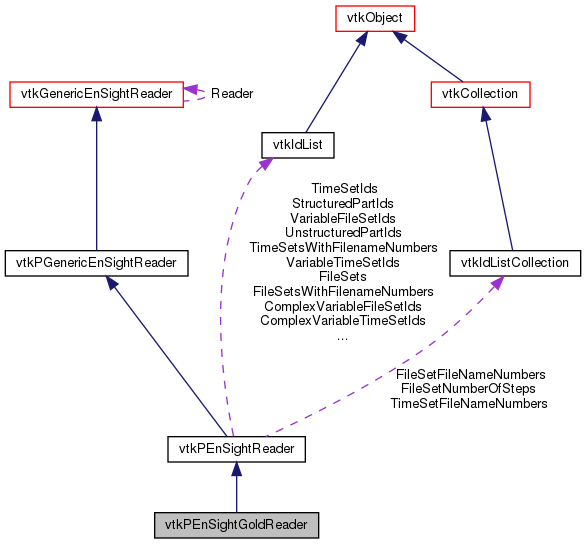 vtkObject
vtkGenericEnSightReader
Reader
vtkCollection
vtkIdList
TimeSetIds
StructuredPartIds
VariableFileSetIds
UnstructuredPartIds
TimeSetsWithFilenameNumbers
VariableTimeSetIds
FileSets
FileSetsWithFilenameNumbers
ComplexVariableFileSetIds
ComplexVariableTimeSetIds
...
vtkPGenericEnSightReader
vtkIdListCollection
FileSetFileNameNumbers
FileSetNumberOfSteps
TimeSetFileNameNumbers
vtkPEnSightReader
vtkPEnSightGoldReader